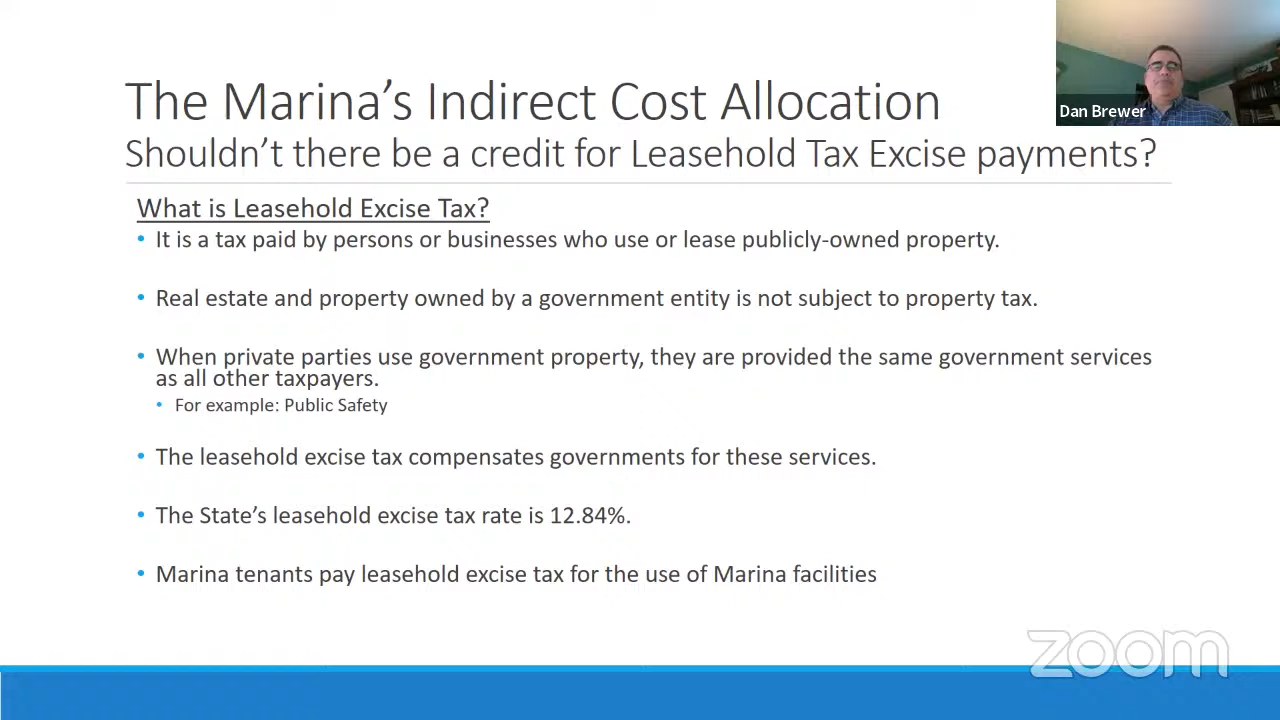 The Marina's Indirect Cost Allocation
Shouldn't there be a credit for Leasehold Tax Excise payments?
Dan Brewer
What is Leasehold Excise Tax?
• It is a tax paid by persons or businesses who use or lease publicly-owned property.
• Real estate and property owned by a government entity is not subject to property tax.
• When private parties use government property, they are provided the same government services
as all other taxpayers.
• For example: Public Safety
• The leasehold excise tax compensates governments for these services.
• The State's leasehold excise tax rate is 12.84%.
• Marina tenants pay leasehold excise tax for the use of Marina facilities
zoom